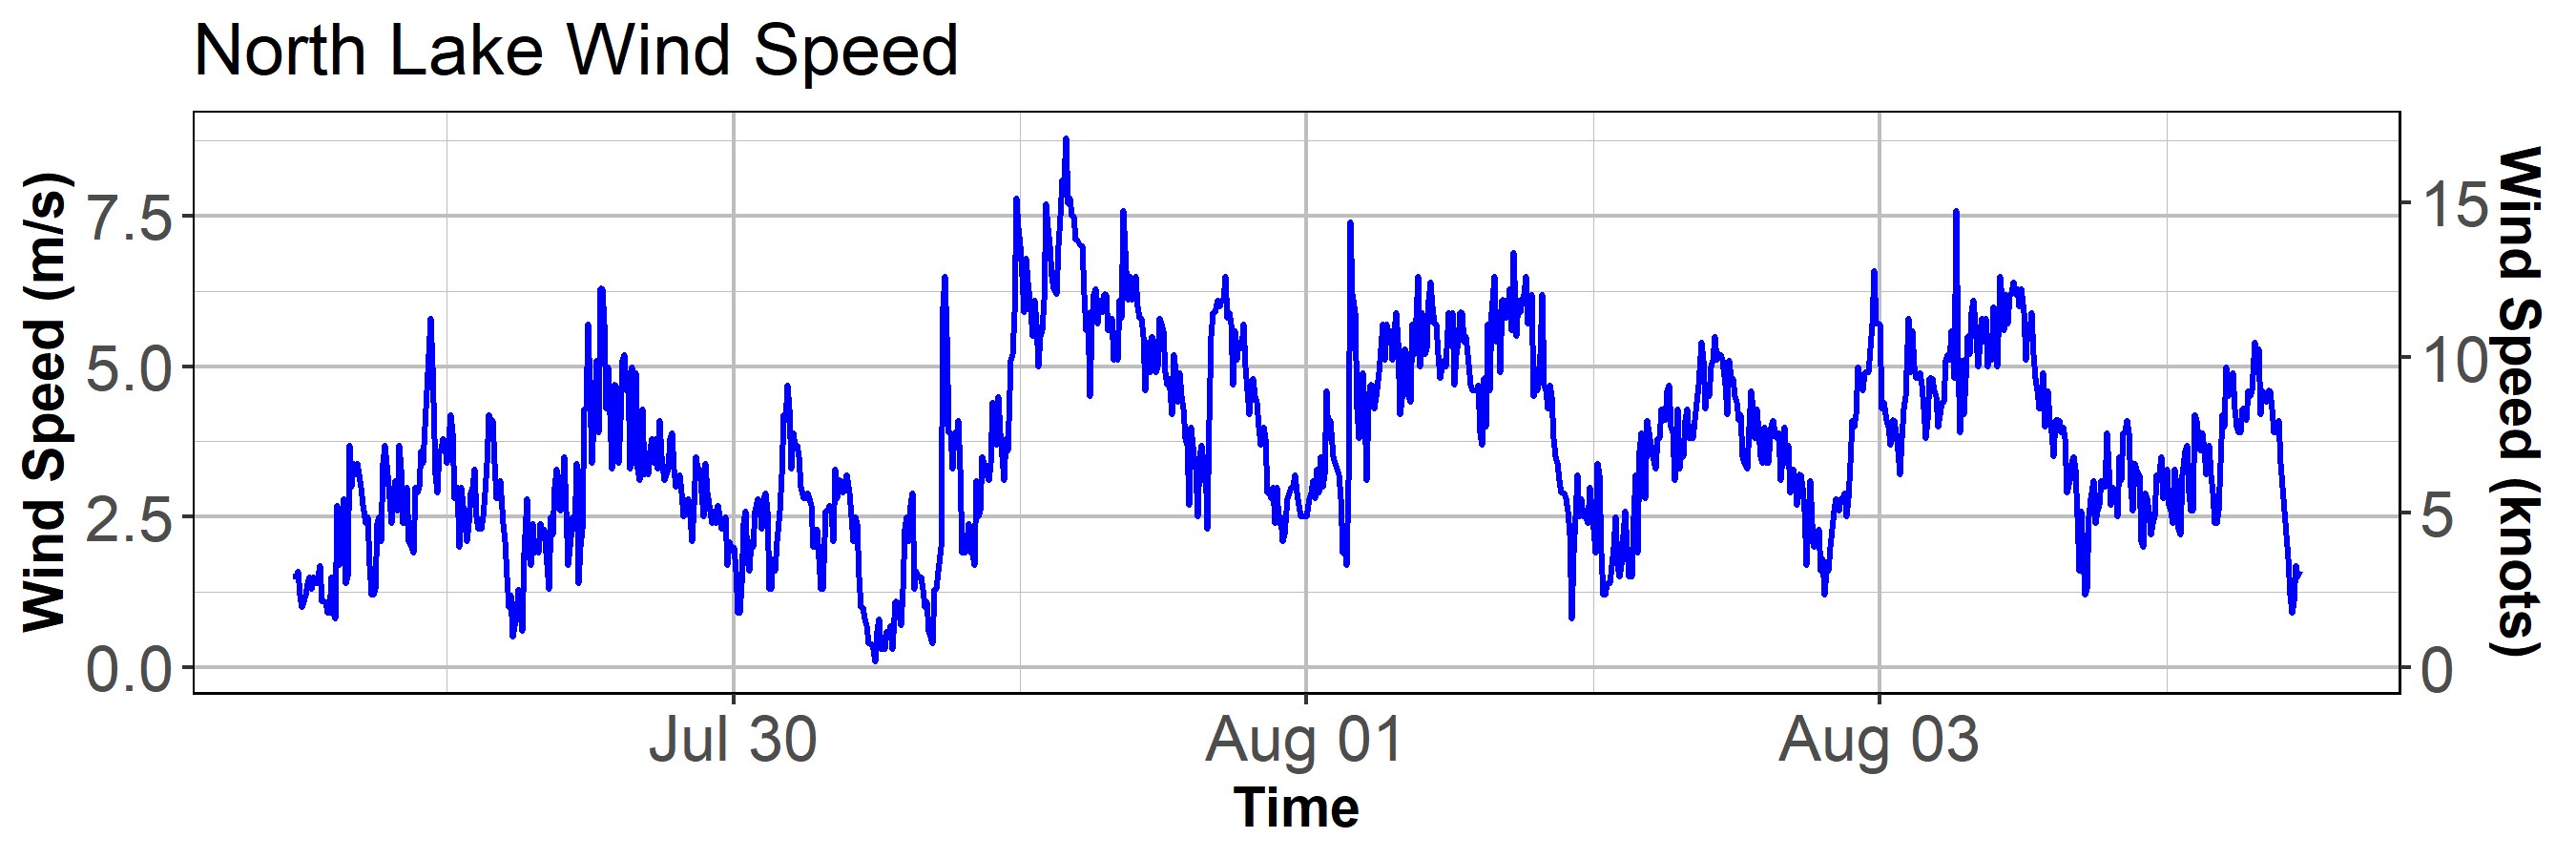 North Lake Wind Speed
Wind Speed (m/s)
7.5
5.0
2.5
0.0
15
10
5
0
Wind Speed (knots)
Jul 30
Aug 01
Aug 03
Time